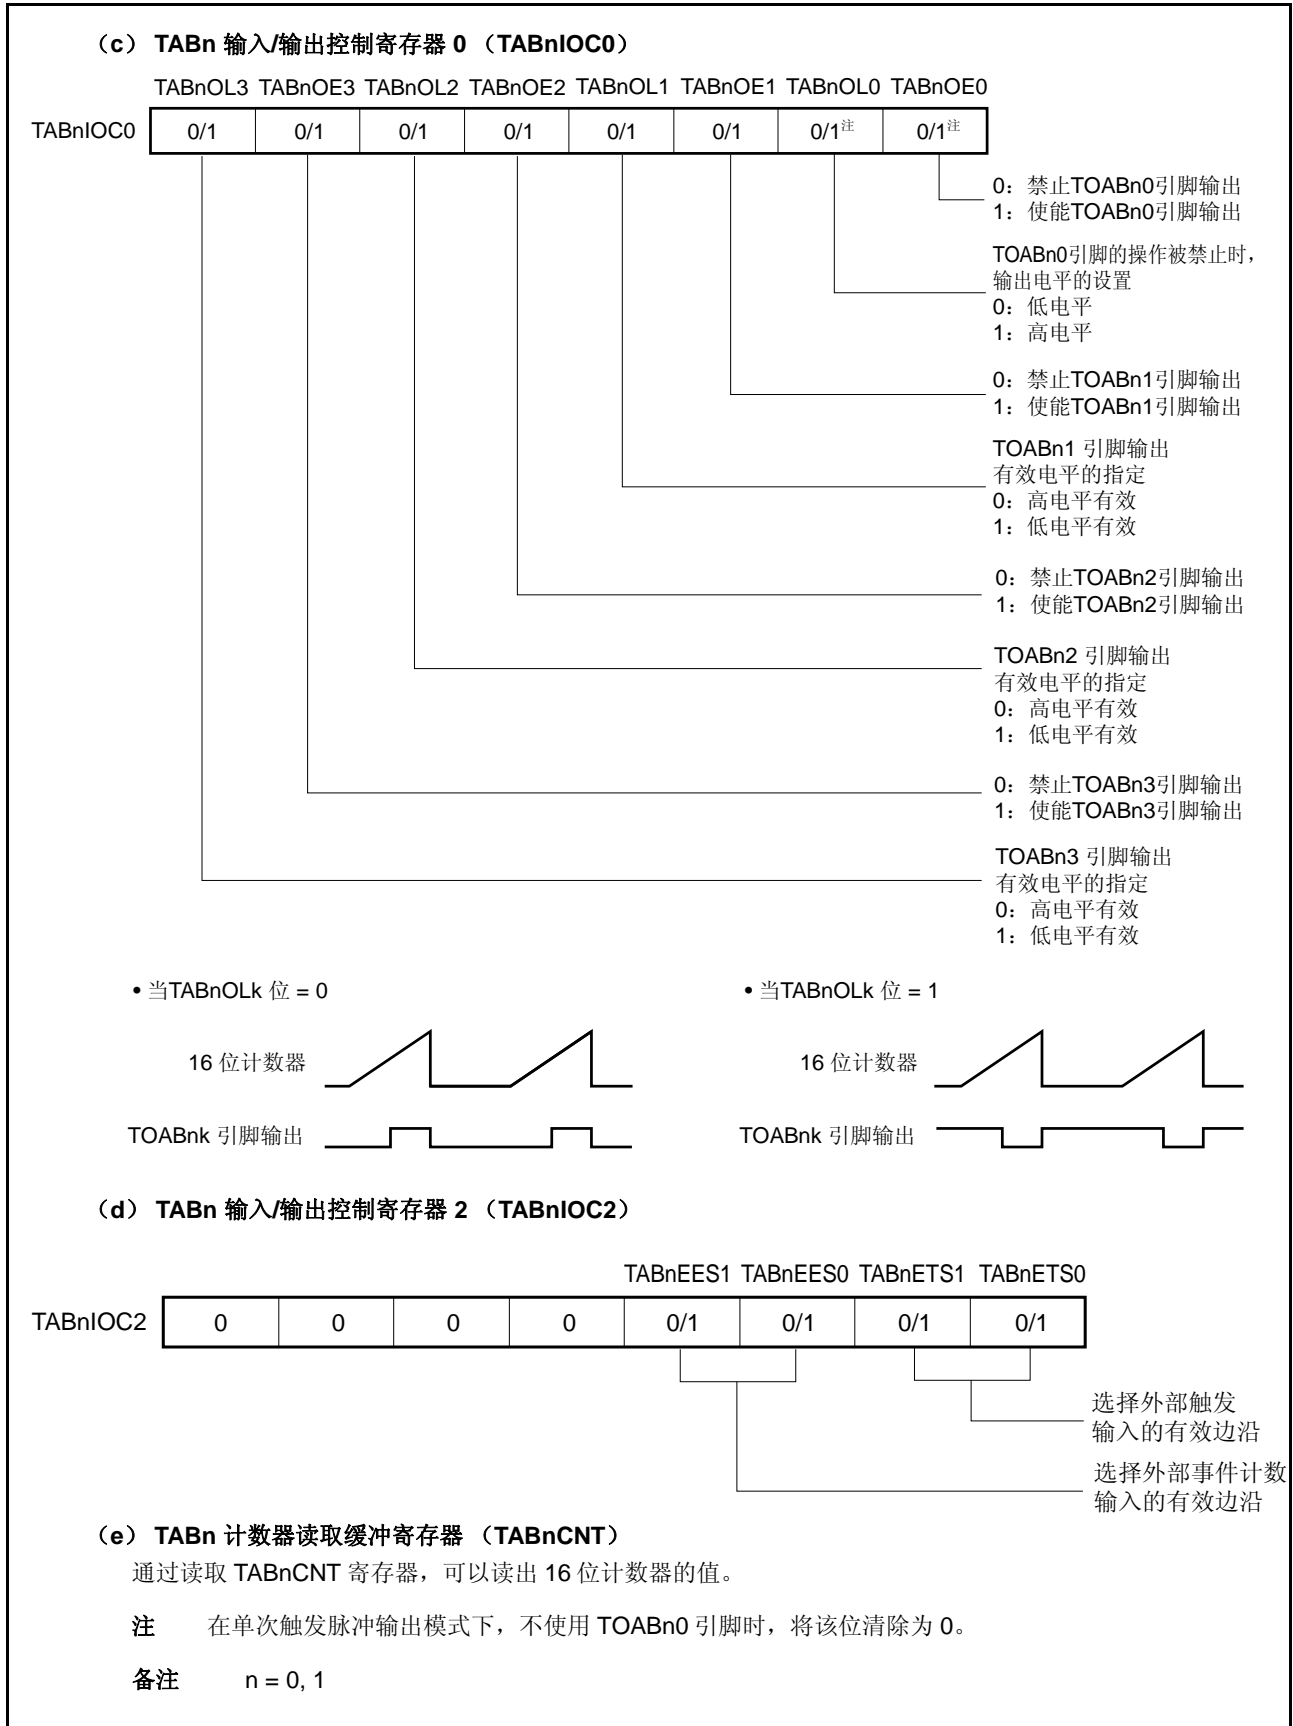 （c） TABn 输入/输出控制寄存器 0 （TABnIOC0）
TABnOL3 TABnOE3 TABnOL2 TABnOE2 TABnOL1 TABnOE1 TABnOL0 TABnOE0
TABnIOC0 0/1 0/1 0/1 0/1 0/1 0/1 0/1注 0/1注
0：禁止TOABn0引脚输出
1：使能TOABn0引脚输出
TOABn0引脚的操作被禁止时，
输出电平的设置
0：低电平
1：高电平
0：禁止TOABn1引脚输出
1：使能TOABn1引脚输出
TOABn1 引脚输出
有效电平的指定
0：高电平有效
1：低电平有效
0：禁止TOABn2引脚输出
1：使能TOABn2引脚输出
TOABn2 引脚输出
有效电平的指定
0：高电平有效
1：低电平有效
0：禁止TOABn3引脚输出
1：使能TOABn3引脚输出
TOABn3 引脚输出
有效电平的指定
0：高电平有效
1：低电平有效
• 当TABnOLk 位 = 0
16 位计数器
TOABnk 引脚输出
• 当TABnOLk 位 = 1
16 位计数器
TOABnk 引脚输出
（d） TABn 输入/输出控制寄存器 2 （TABnIOC2）
TABnEES1 TABnEES0 TABnETS1 TABnETS0
TABnIOC2 0 0 0 0 0/1 0/1 0/1 0/1
选择外部触发
输入的有效边沿
选择外部事件计数
输入的有效边沿
（e） TABn 计数器读取缓冲寄存器 （TABnCNT）
通过读取 TABnCNT 寄存器，可以读出 16 位计数器的值。
注 在单次触发脉冲输出模式下，不使用 TOABn0 引脚时，将该位清除为 0。
备注 n = 0, 1